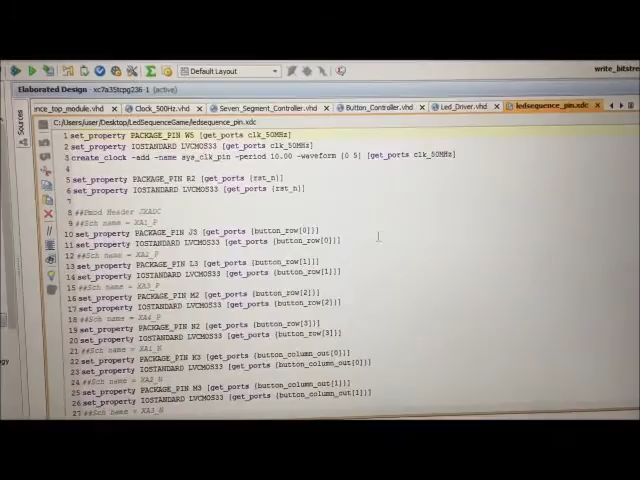 Default Layout
write_bitstre
Elaborated Design - xc7a35tcpg236-1 (active)
nce_top_module.vhd Clock_500Hz.vhd Seven_Segment_Controller.vhd Button_Controller.vhd Led_Driver.vhd ledsequence_pin.xdc
Sources
C:/Users/user/Desktop/LedSequenceGame/ledsequence_pin.xdc
1 set_property PACKAGE_PIN W5 [get_ports clk_50MHz]
2 set_property IOSTANDARD LVCMOS33 [get_ports clk_50MHz]
3 create_clock -add -name sys_clk_pin -period 10.00 -waveform {0 5} [get_ports clk_50MHz]
4
5 set_property PACKAGE_PIN R2 [get_ports {rst_n}]
6 set_property IOSTANDARD LVCMOS33 [get_ports {rst_n}]
7
8 ##Pmod Header JXADC
9 ##Sch name = XA1_P
10 set_property PACKAGE_PIN J3 [get_ports {button_row[0]}]
11 set_property IOSTANDARD LVCMOS33 [get_ports {button_row[0]}]
12 ##Sch name = XA2_P
13 set_property PACKAGE_PIN L3 [get_ports {button_row[1]}]
14 set_property IOSTANDARD LVCMOS33 [get_ports {button_row[1]}]
15 ##Sch name = XA3_P
16 set_property PACKAGE_PIN M2 [get_ports {button_row[2]}]
17 set_property IOSTANDARD LVCMOS33 [get_ports {button_row[2]}]
18 ##Sch name = XA4_P
19 set_property PACKAGE_PIN N2 [get_ports {button_row[3]}]
20 set_property IOSTANDARD LVCMOS33 [get_ports {button_row[3]}]
21 ##Sch name = XA1_N
22 set_property PACKAGE_PIN K3 [get_ports {button_column_out[0]}]
23 set_property IOSTANDARD LVCMOS33 [get_ports {button_column_out[0]}]
24 ##Sch name = XA2_N
25 set_property PACKAGE_PIN M3 [get_ports {button_column_out[1]}]
26 set_property IOSTANDARD LVCMOS33 [get_ports {button_column_out[1]}]
27 ##Sch name = XA3_N